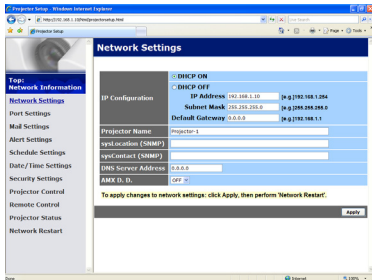 Projector Setup - Windows Internet Explorer
http://192.168.1.10/html/projectorsetup.html
Live Search
Projector Setup
Page
Tools
Network Settings
Top:
Network Information
Network Settings
Port Settings
Mail Settings
Alert Settings
Schedule Settings
Date/Time Settings
Security Settings
Projector Control
Remote Control
Projector Status
Network Restart
IP Configuration
DHCP ON
DHCP OFF
IP Address 192.168.1.10 [e.g.]192.168.1.254
Subnet Mask 255.255.255.0 [e.g.]255.255.255.0
Default Gateway 0.0.0.0 [e.g.]192.168.1.1
Projector Name Projector-1
sysLocation (SNMP)
sysContact (SNMP)
DNS Server Address 0.0.0.0
AMX D. D. OFF
To apply changes to network settings: click Apply, then perform 'Network Restart'.
Apply
Done
Internet
100%